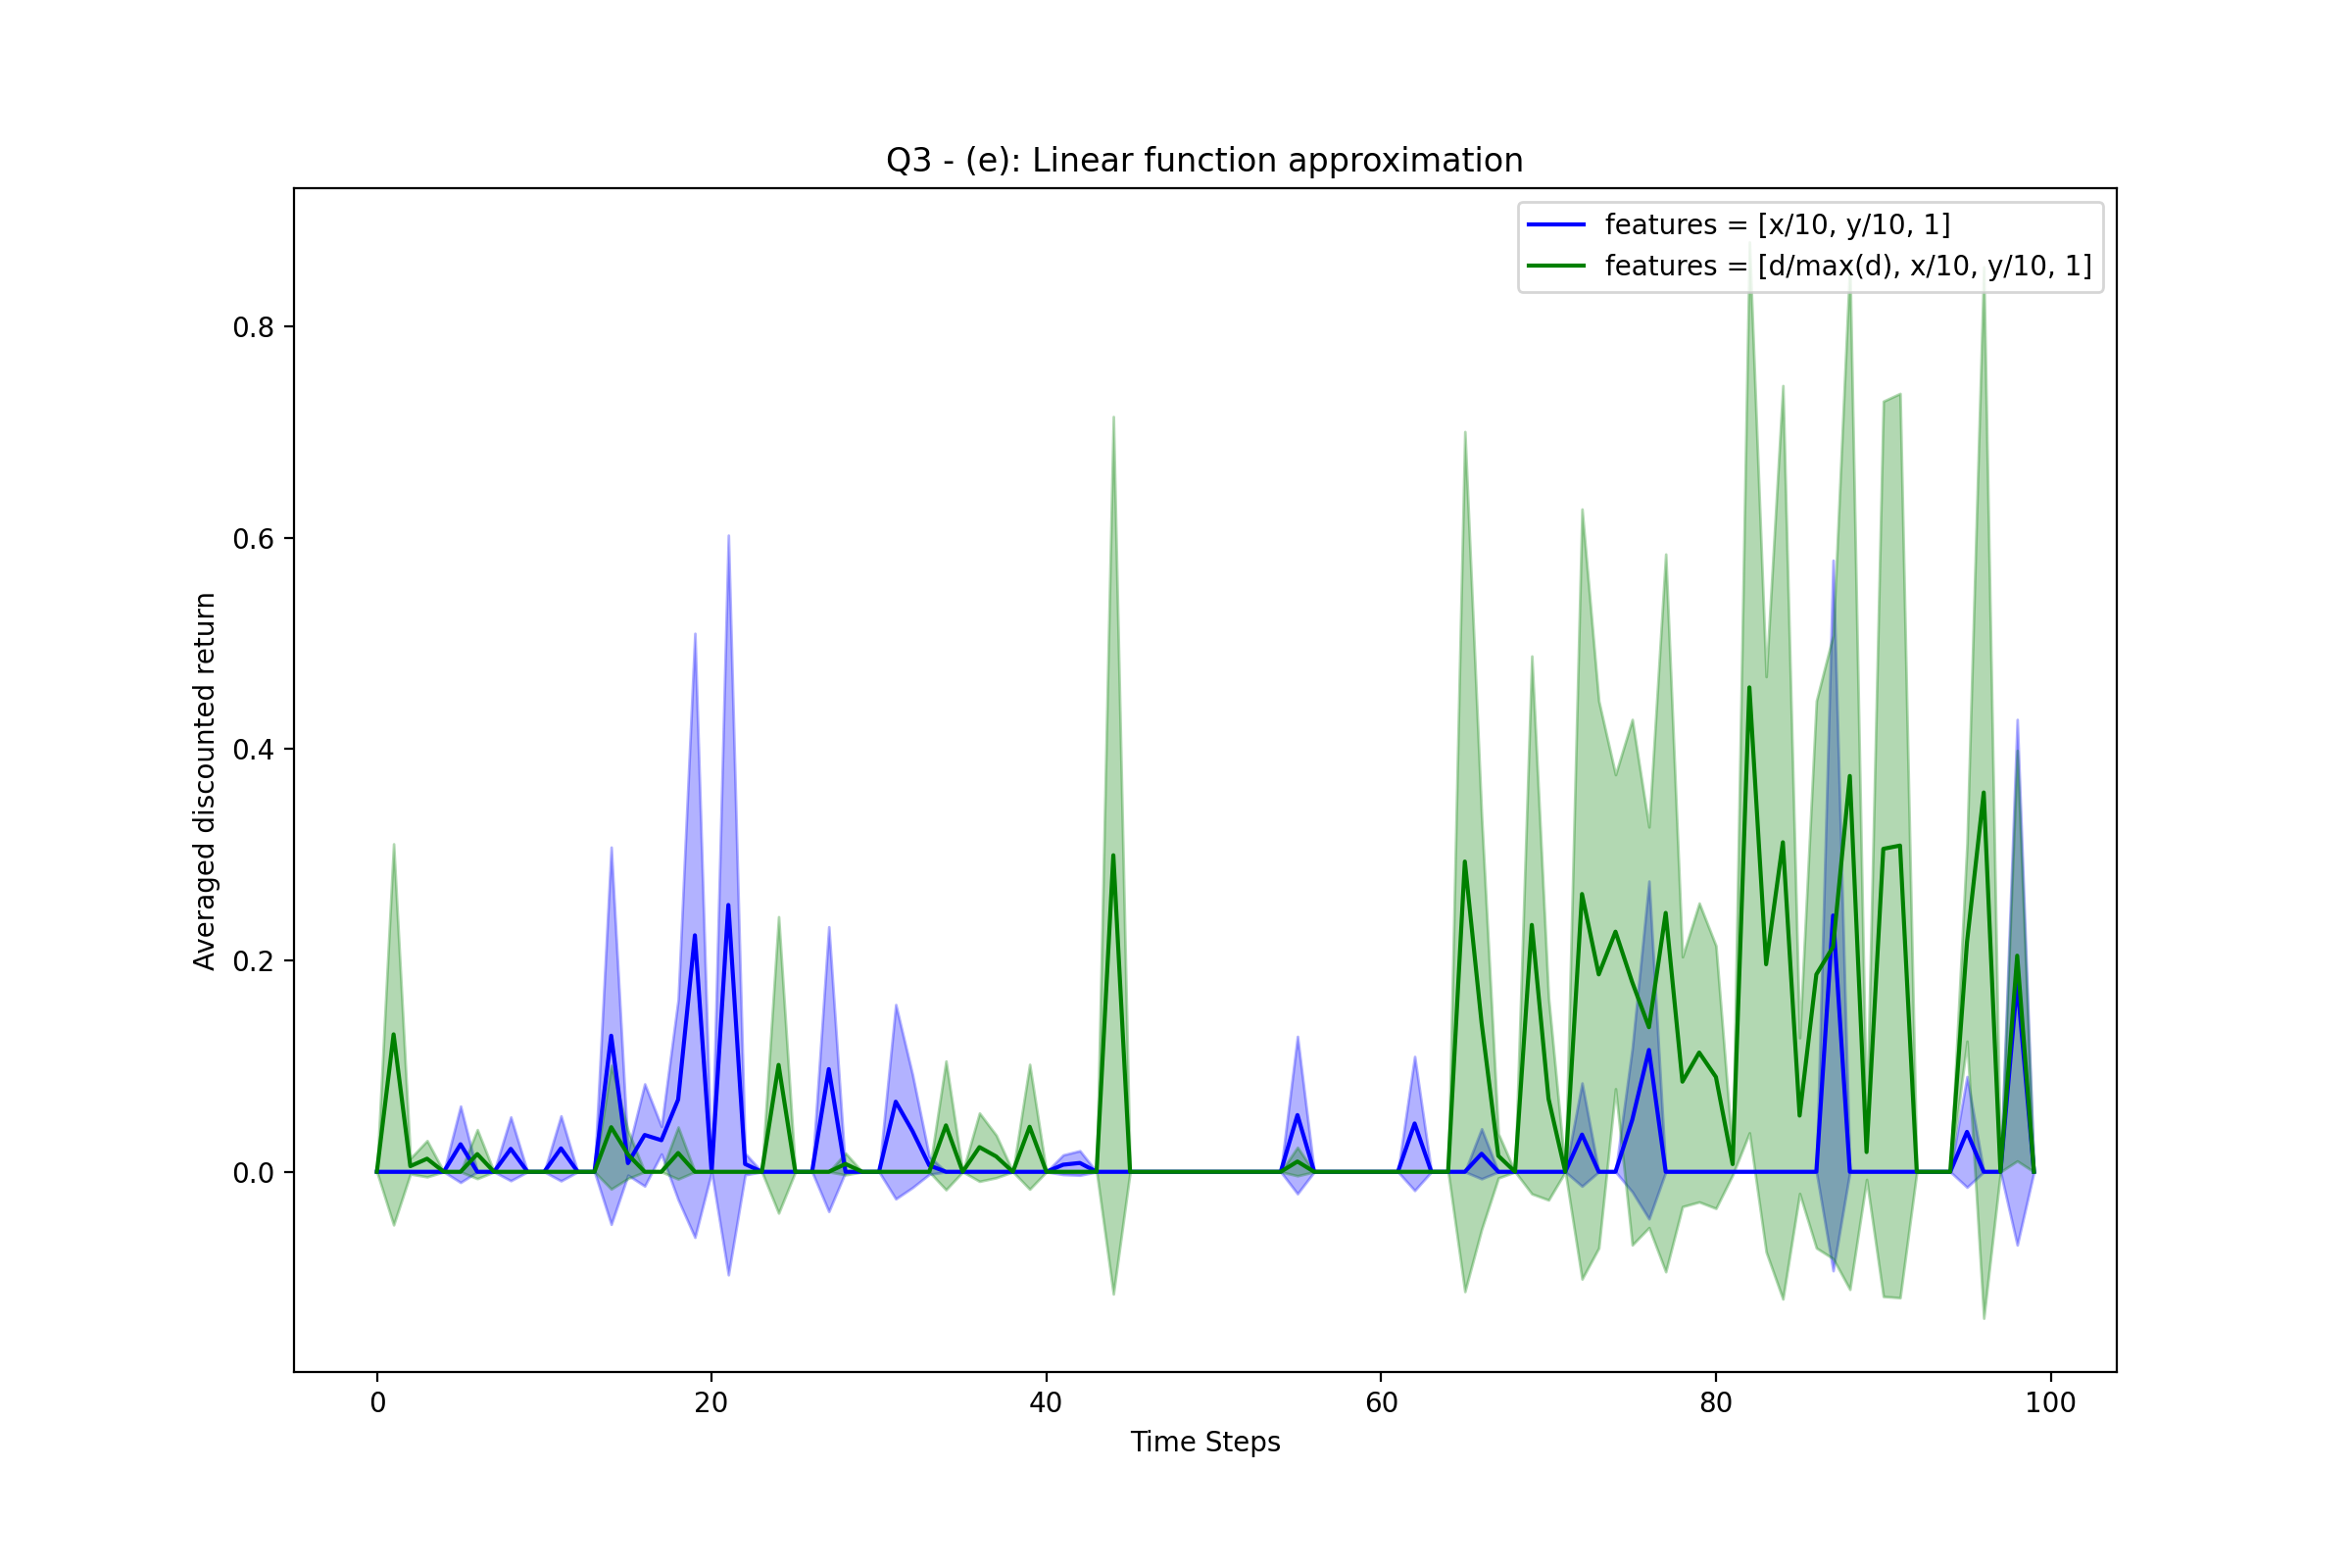 Q3 - (e): Linear function approximation
features = [x/10, y/10, 1]
features = [d/max(d), x/10, y/10, 1]
Averaged discounted return
0.8
0.6
0.4
0.2
0.0
0 20 40 60 80 100
Time Steps